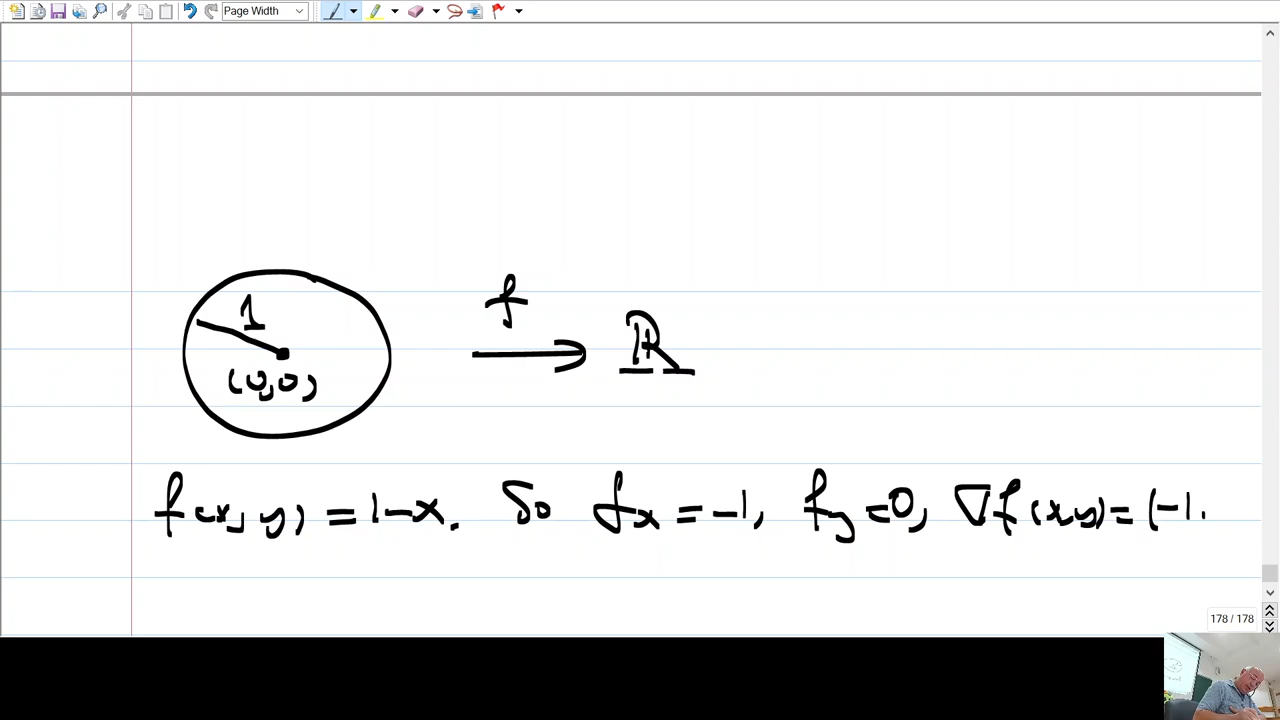 Page Width
f
1
ℝ
(0,0)
f(x,y) = 1-x. So fx = -1, fy = 0, ∇f(x,y) = (-1.
178 / 178